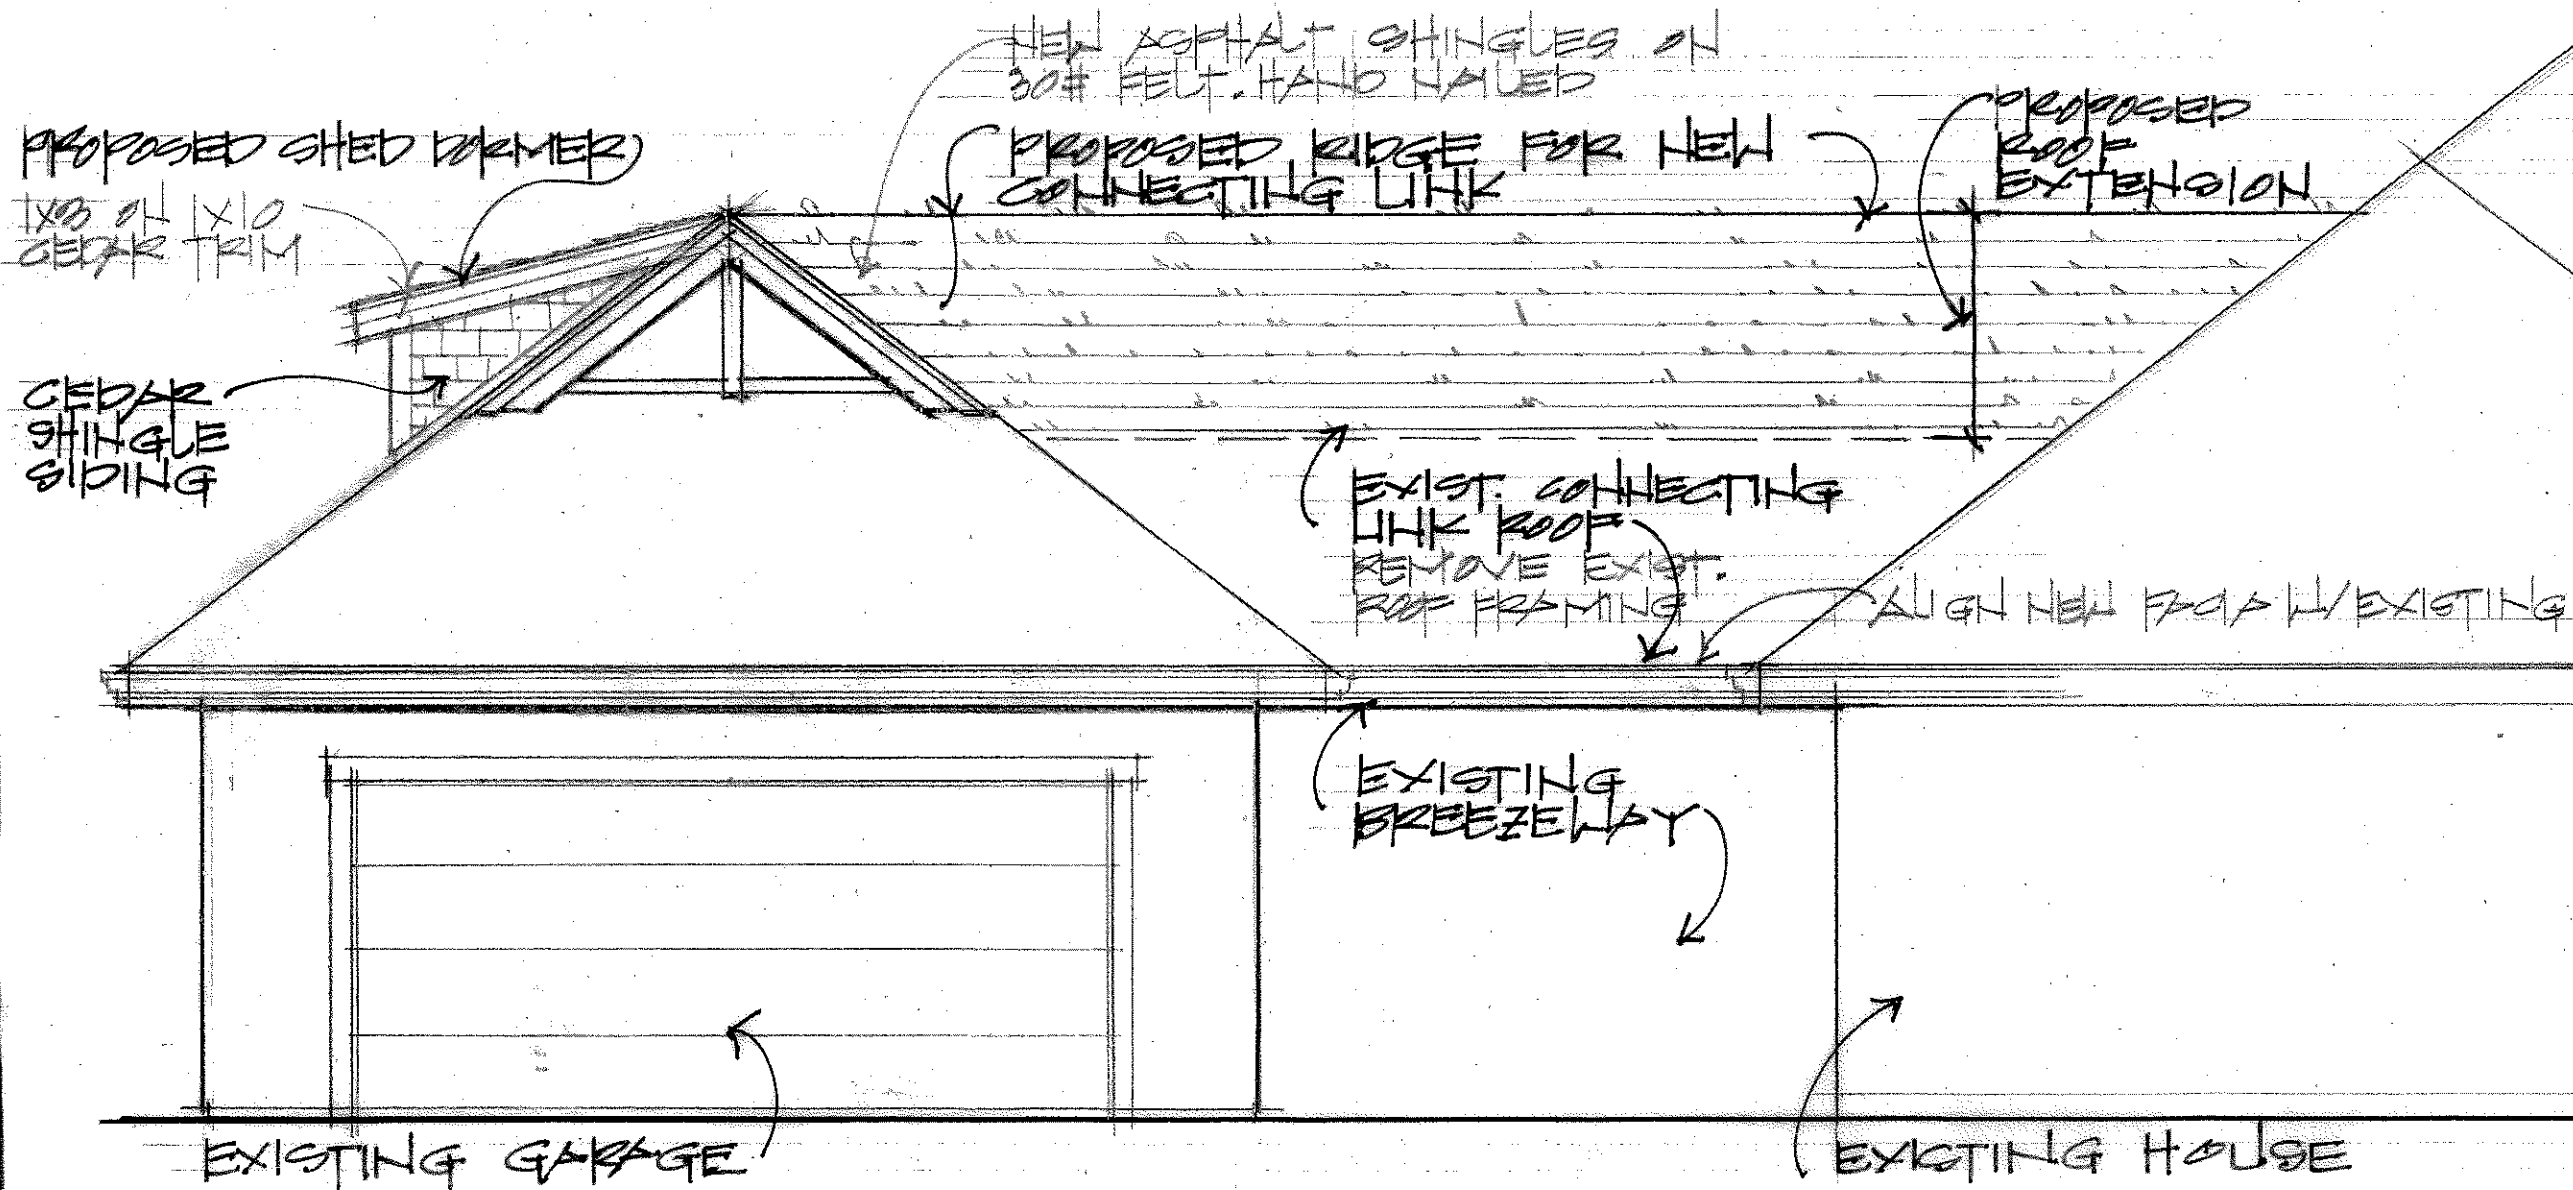 NEW ASPHALT SHINGLES ON
30# FELT. HAND NAILED
PROPOSED SHED DORMER
1X3 ON 1X10
CEDAR TRIM
PROPOSED RIDGE FOR NEW
CONNECTING LINK
PROPOSED
ROOF
EXTENSION
CEDAR
SHINGLE
SIDING
EXIST. CONNECTING
LINK ROOF
REMOVE EXIST.
ROOF FRAMING
ALIGN NEW FACIA W/EXISTING
EXISTING
BREEZEWAY
EXISTING GARAGE
EXISTING HOUSE